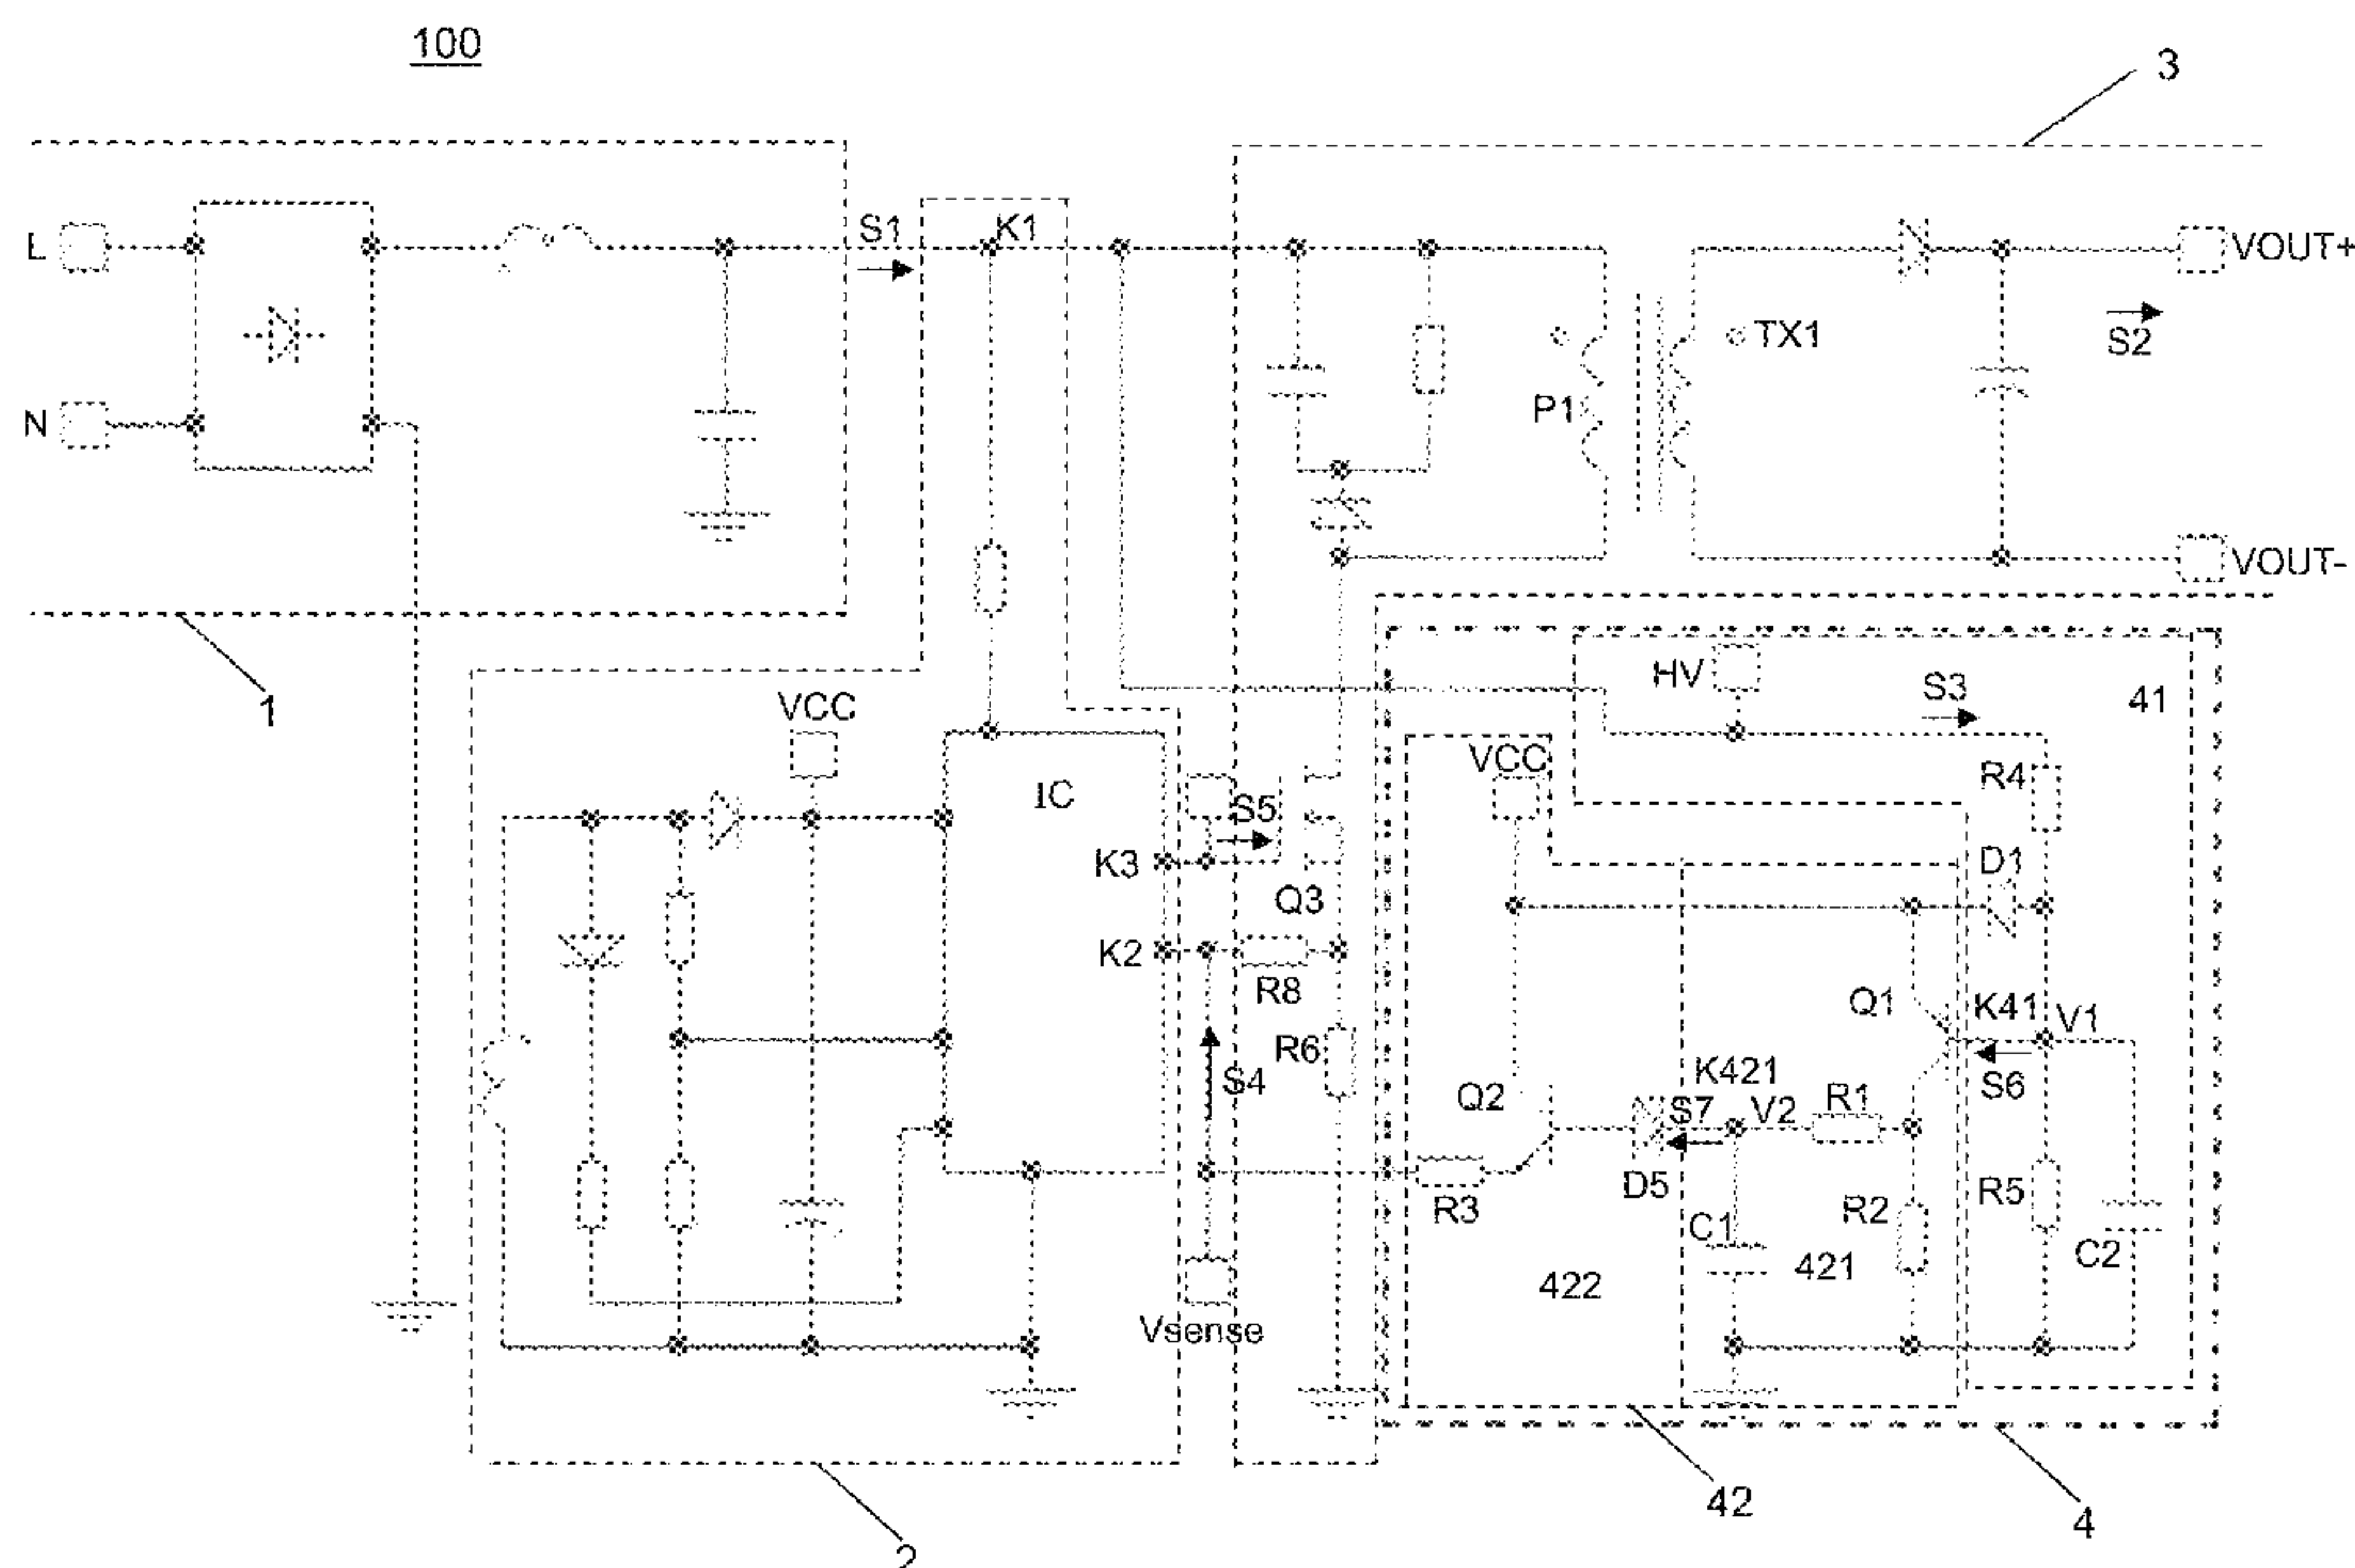 100
3
L
S1
K1
VOUT+
TX1
S2
N
P1
VOUT-
1
VCC
HV
S3
41
VCC
IC
R4
S5
K3
D1
Q3
K2
R8
Q1
K41
V1
R6
S4
K421
S6
Q2
S7
V2
R1
R3
D5
R2
R5
C1
C2
421
422
Vsense
42
4
2